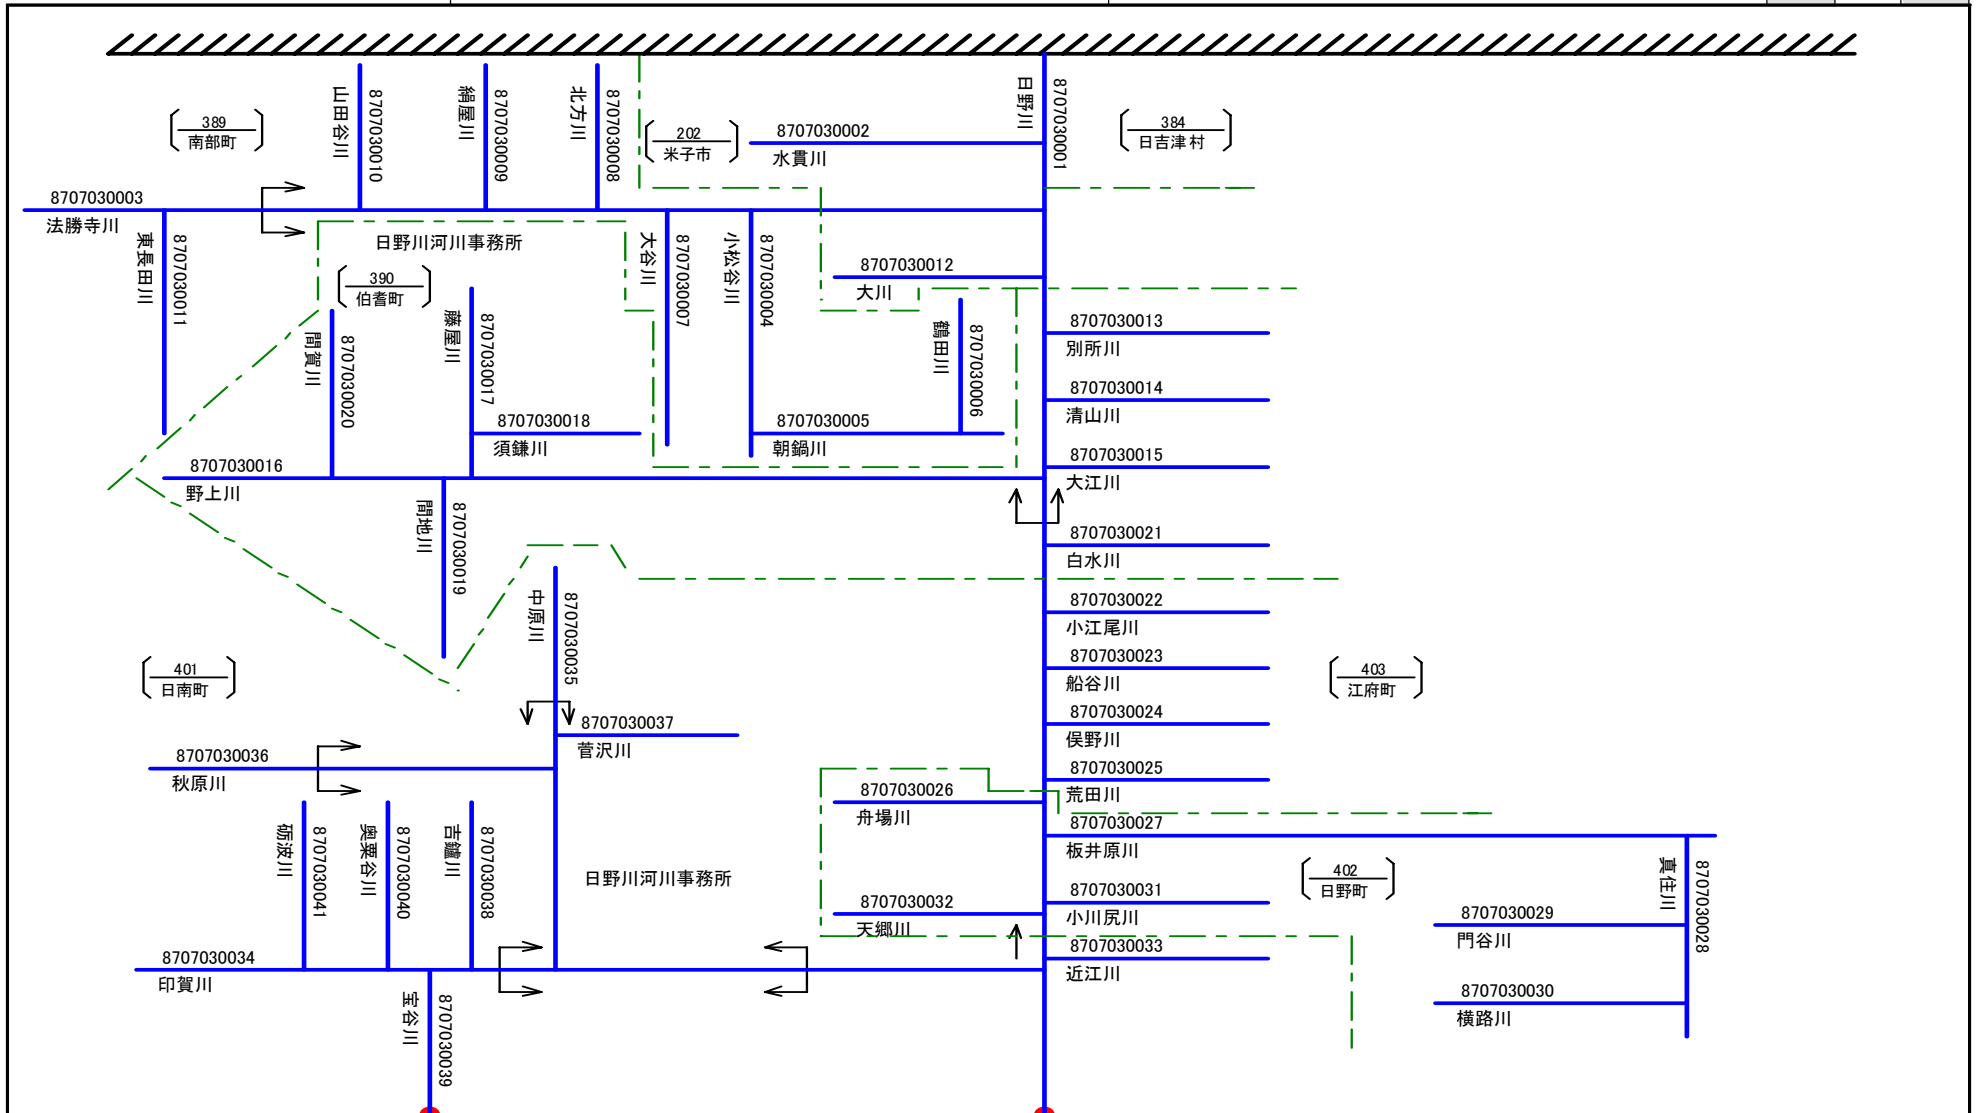 日野川
8707030001
山田谷川
8707030010
絹屋川
8707030009
北方川
8707030008
389
南部町
202
米子市
8707030002
水貫川
384
日吉津村
8707030003
法勝寺川
東長田川
8707030011
日野川河川事務所
390
伯耆町
大谷川
8707030007
小松谷川
8707030004
8707030012
大川
鶴田川
8707030006
間賀川
8707030020
藤屋川
8707030017
8707030018
須鎌川
8707030005
朝鍋川
8707030013
別所川
8707030014
清山川
8707030015
大江川
8707030016
野上川
間地川
8707030019
8707030021
白水川
中原川
8707030035
8707030022
小江尾川
8707030023
船谷川
8707030024
俣野川
8707030025
荒田川
401
日南町
403
江府町
8707030037
菅沢川
8707030036
秋原川
8707030026
舟場川
8707030027
板井原川
砺波川
8707030041
奥栗谷川
8707030040
古鑪川
8707030038
日野川河川事務所
402
日野町
真住川
8707030028
8707030032
天郷川
8707030031
小川尻川
8707030029
門谷川
8707030033
近江川
8707030034
印賀川
8707030030
横路川
宝谷川
8707030039